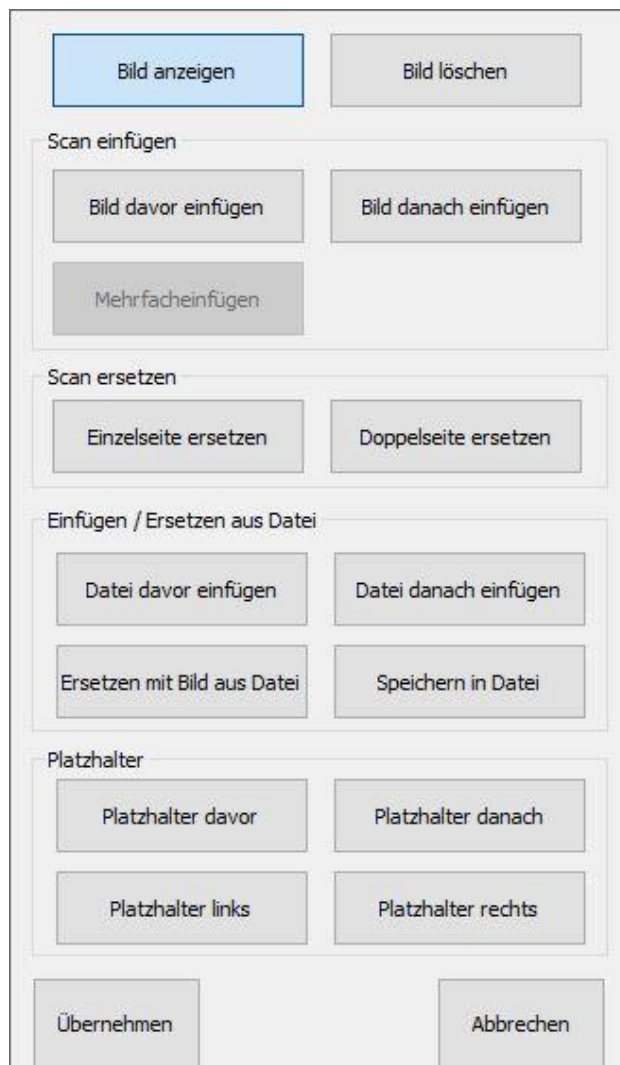 Bild anzeigen Bild löschen
Scan einfügen
Bild davor einfügen Bild danach einfügen
Mehrfacheinfügen
Scan ersetzen
Einzelseite ersetzen Doppelseite ersetzen
Einfügen / Ersetzen aus Datei
Datei davor einfügen Datei danach einfügen
Ersetzen mit Bild aus Datei Speichern in Datei
Platzhalter
Platzhalter davor Platzhalter danach
Platzhalter links Platzhalter rechts
Übernehmen Abbrechen